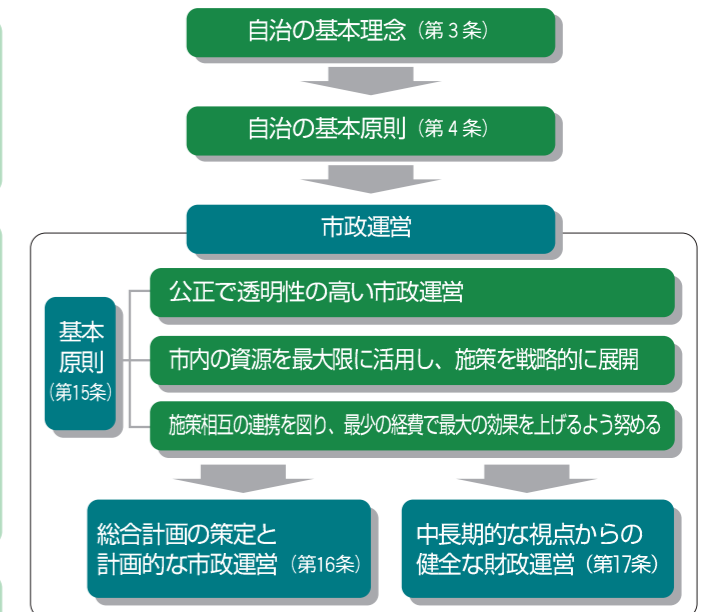 自治の基本理念（第３条）
自治の基本原則（第４条）
市政運営
基本
原則
（第15条）
公正で透明性の高い市政運営
市内の資源を最大限に活用し、施策を戦略的に展開
施策相互の連携を図り、最少の経費で最大の効果を上げるよう努める
総合計画の策定と
計画的な市政運営（第16条）
中長期的な視点からの
健全な財政運営（第17条）